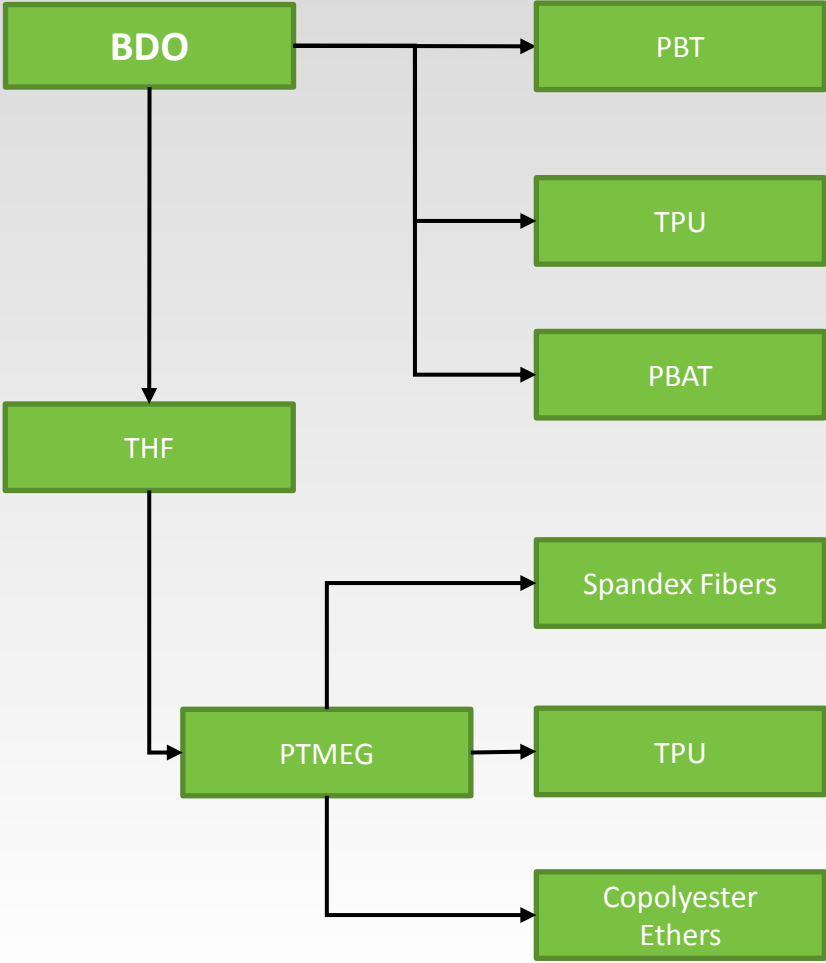 BDO
PBT
TPU
PBAT
THF
Spandex Fibers
PTMEG
TPU
Copolyester
Ethers